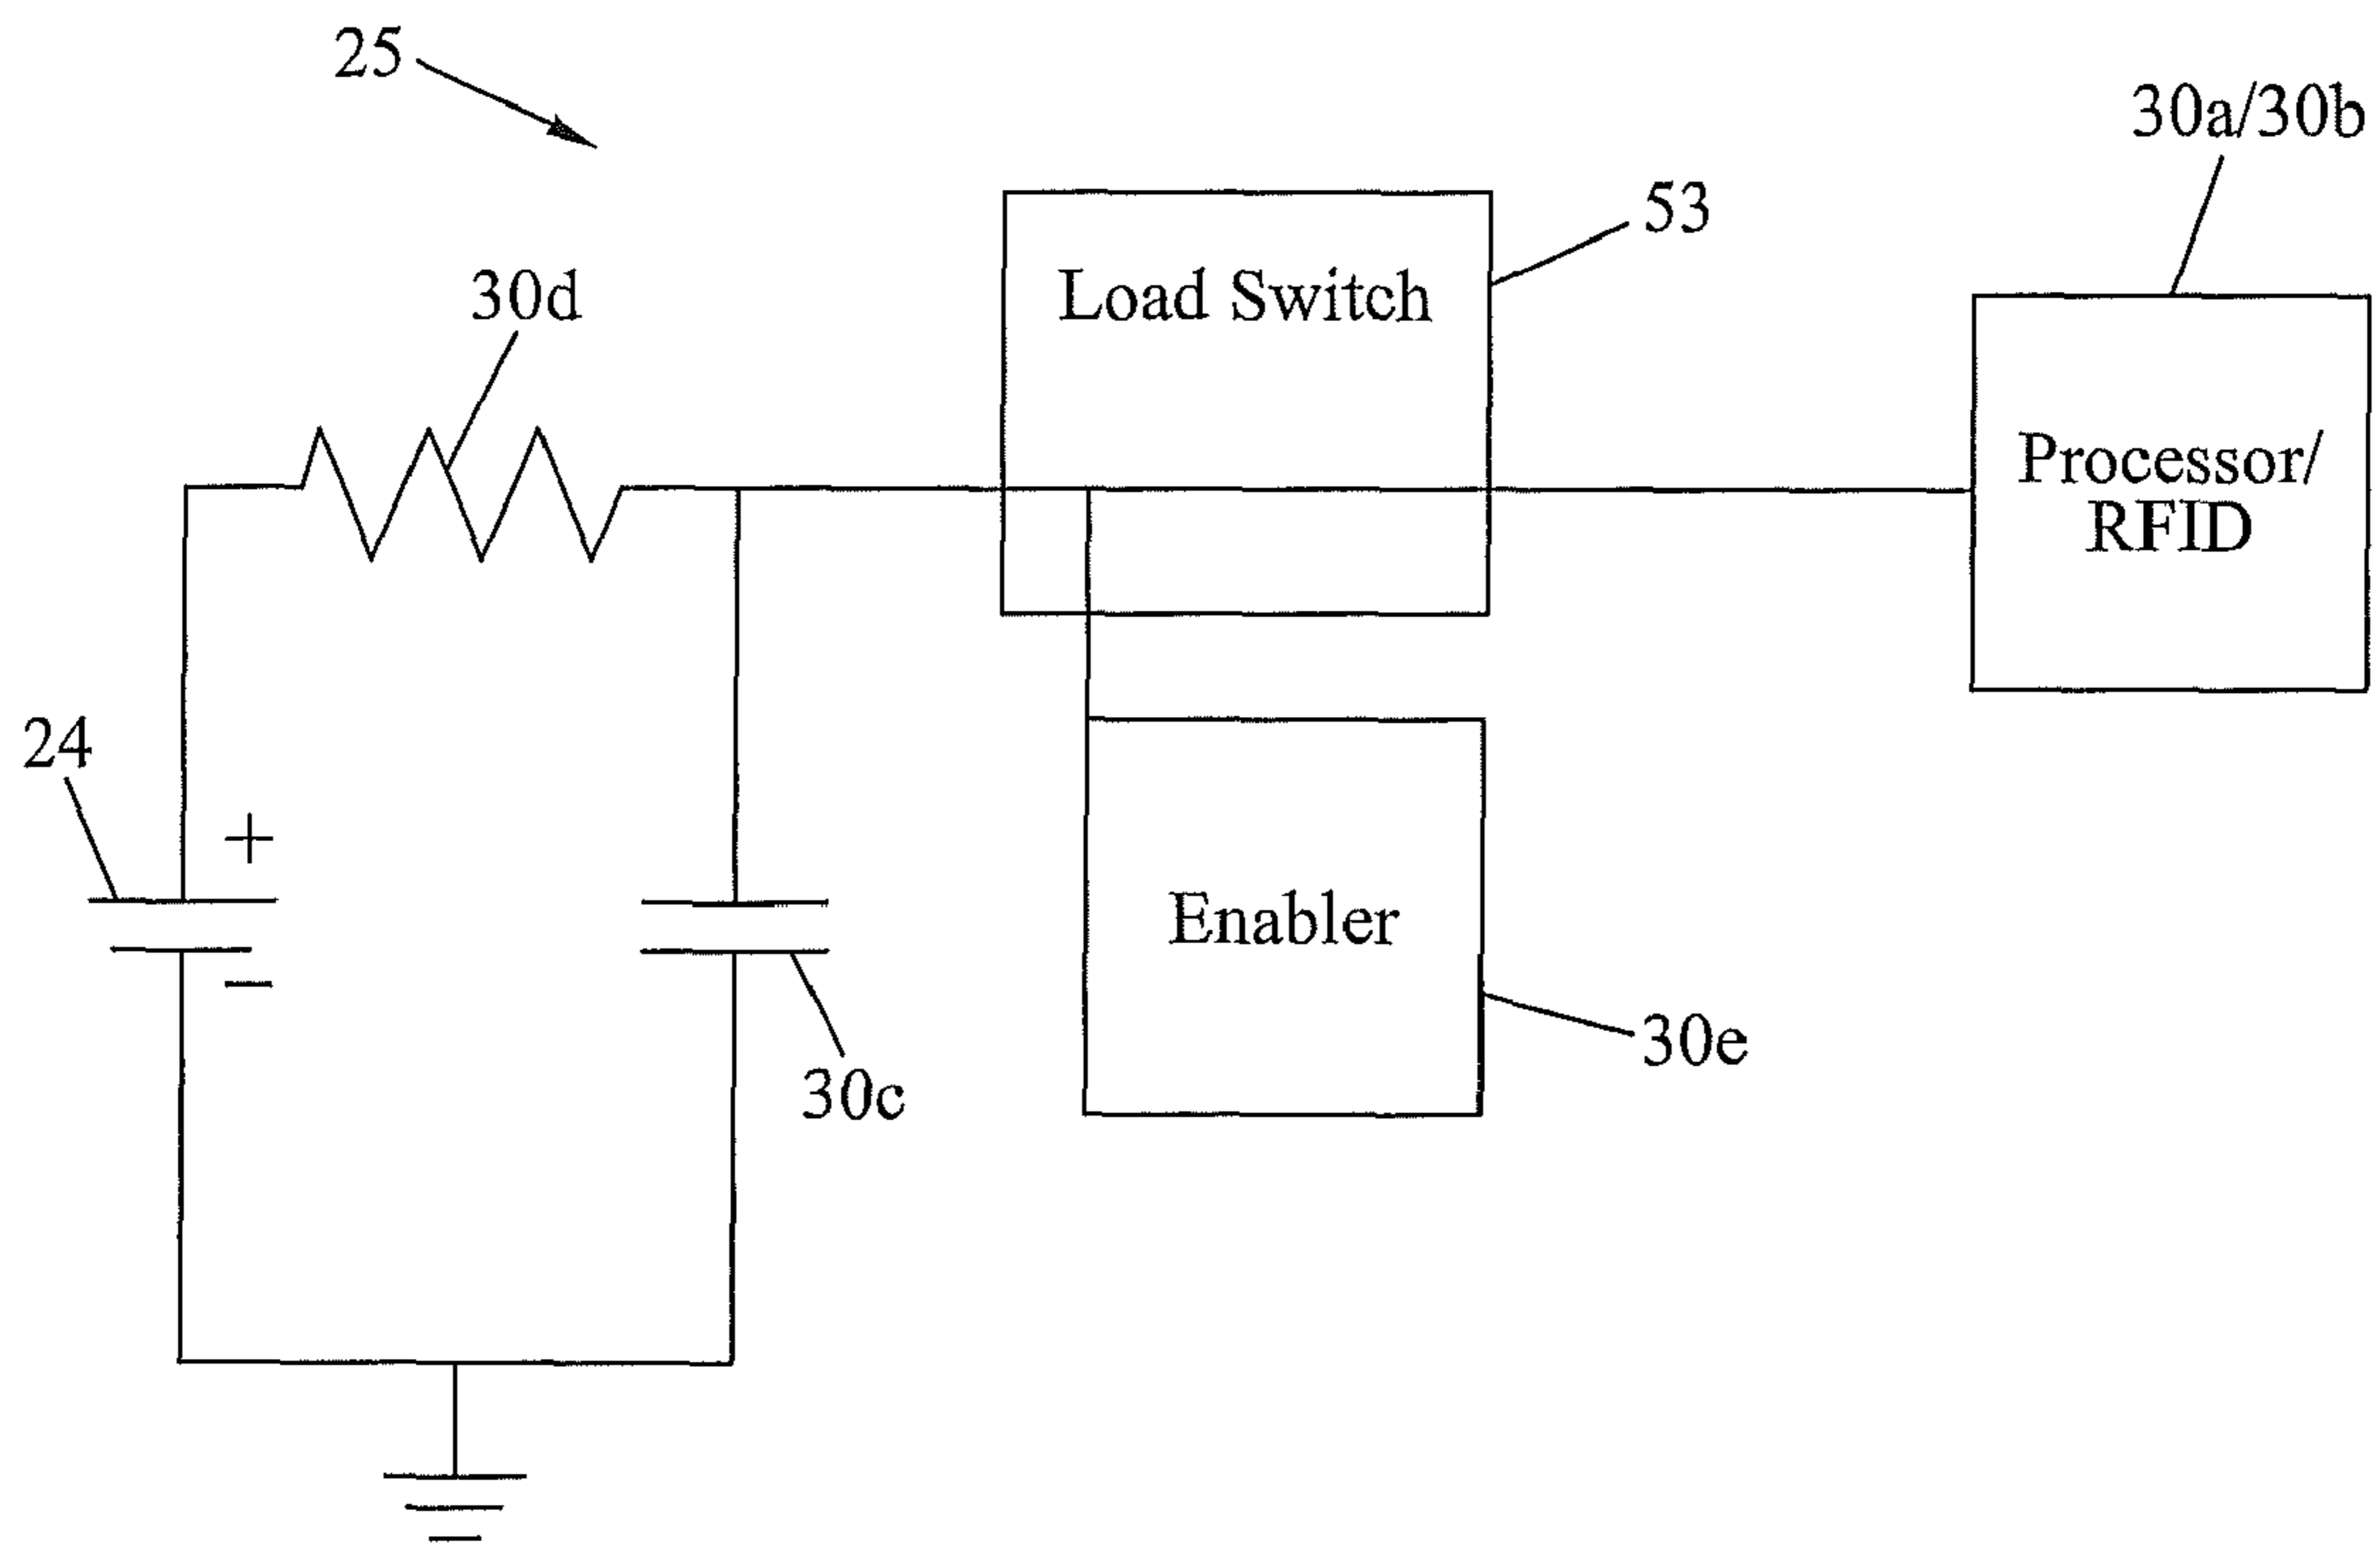 25
30a/30b
53
Load Switch
30d
Processor/
RFID
24
+
−
Enabler
30e
30c